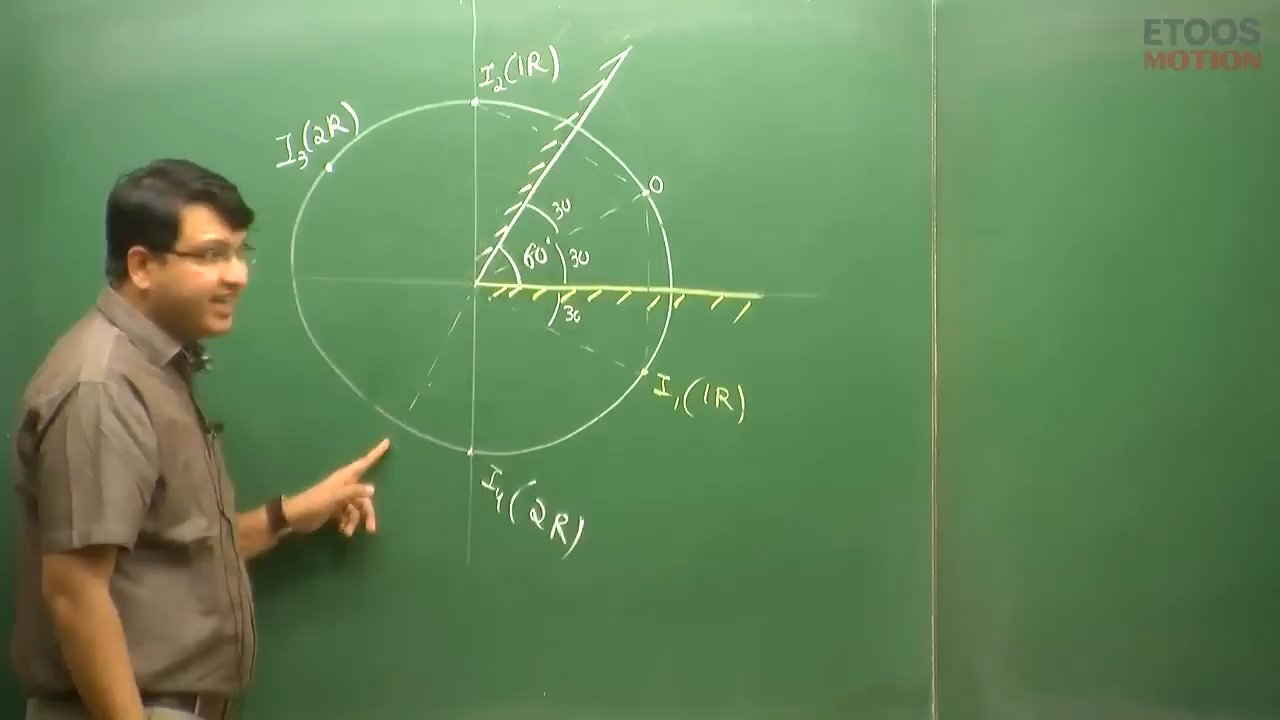 ETOOS
MOTION
I₂(1R)
I₃(2R)
O
30
60°
30
30
I₁(1R)
I₄(2R)